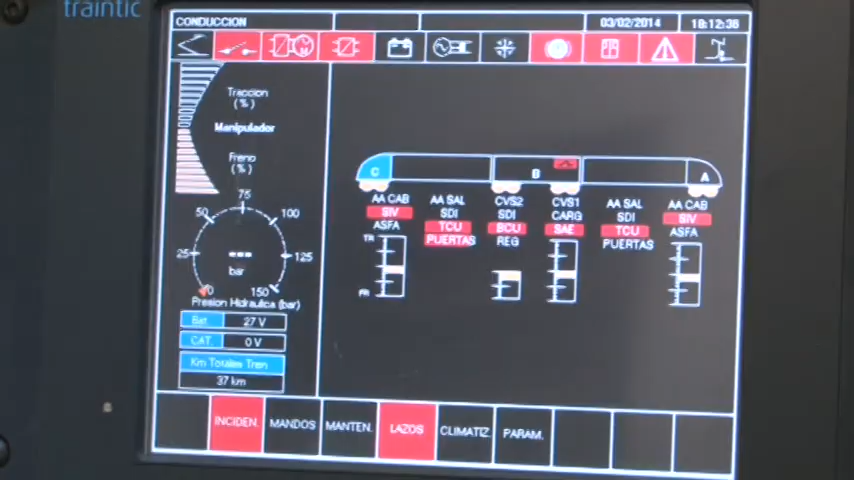 traintic
CONDUCCION
03/02/2014
18:12:36
Traccion
(%)
Manipulador
Freno
(%)
75
50
100
25
125
---
bar
0
150
Presion Hidraulica (bar)
Bat
27 V
CAT.
0 V
Km Totales Tren
37 km
C
B
A
AA CAB
SIV
ASFA
TR
FR
AA SAL
SDI
TCU
PUERTAS
CVS2
SDI
BCU
REG
CVS1
CARG
SAE
AA SAL
SDI
TCU
PUERTAS
AA CAB
SIV
ASFA
INCIDEN.
MANDOS
MANTEN.
LAZOS
CLIMATIZ.
PARAM.